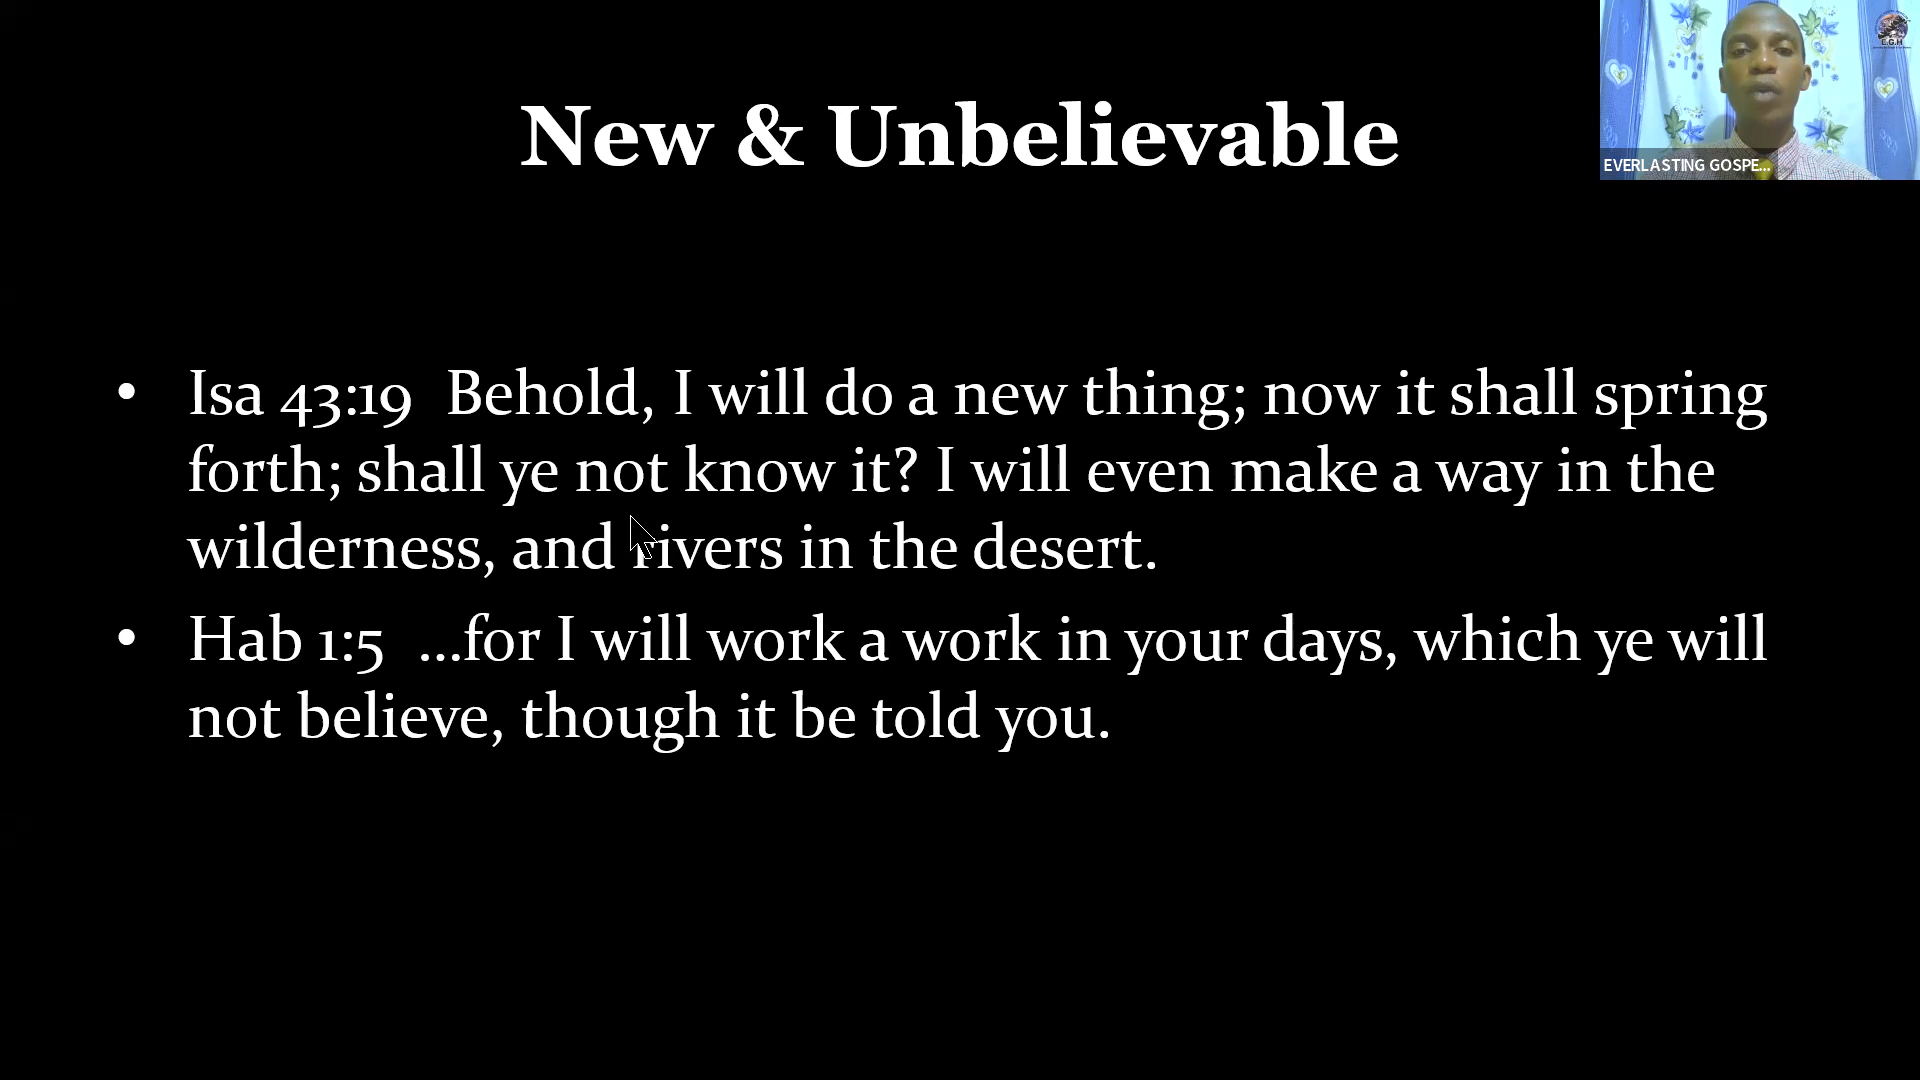 New & Unbelievable
EVERLASTING GOSPE...
E.G.H
• Isa 43:19 Behold, I will do a new thing; now it shall spring
forth; shall ye not know it? I will even make a way in the
wilderness, and rivers in the desert.
• Hab 1:5 ...for I will work a work in your days, which ye will
not believe, though it be told you.